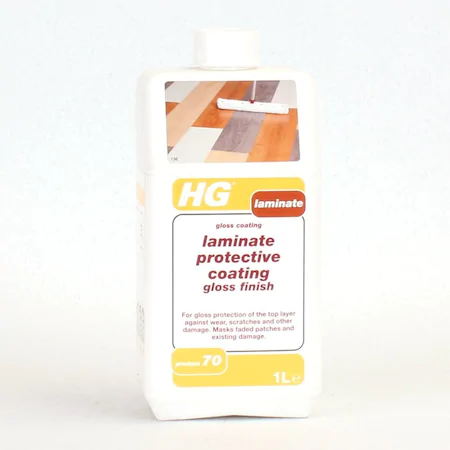 HG
laminate
gloss coating
laminate
protective
coating
gloss finish
For gloss protection of the top layer
against wear, scratches and other
damage. Masks faded patches and
existing damage.
product 70
1L℮